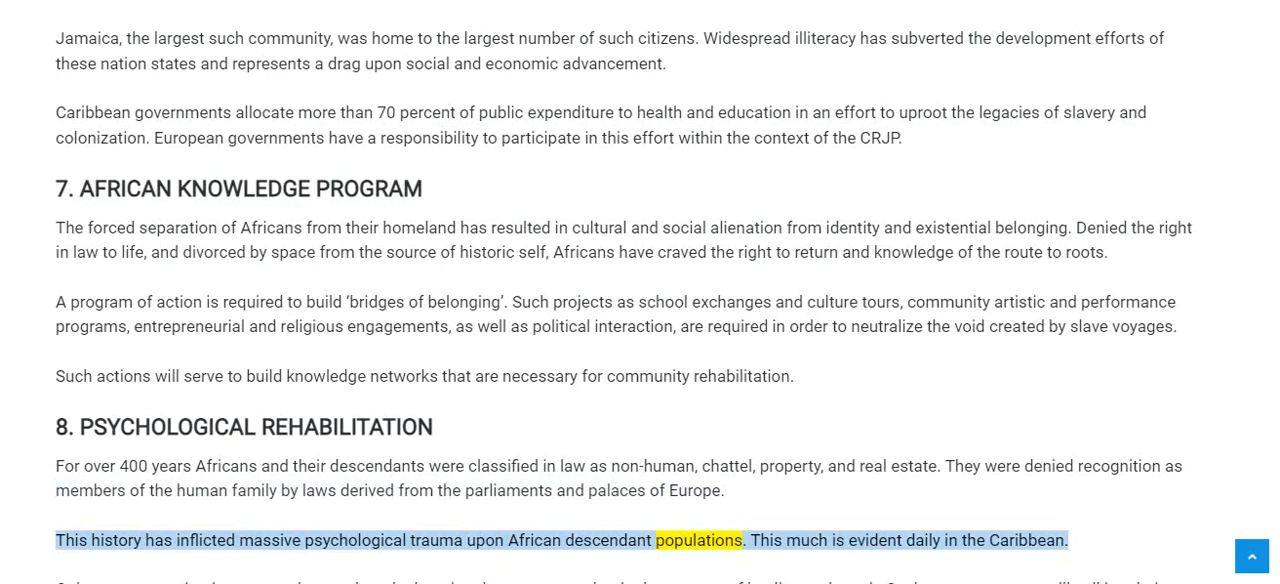 Jamaica, the largest such community, was home to the largest number of such citizens. Widespread illiteracy has subverted the development efforts of
these nation states and represents a drag upon social and economic advancement.
Caribbean governments allocate more than 70 percent of public expenditure to health and education in an effort to uproot the legacies of slavery and
colonization. European governments have a responsibility to participate in this effort within the context of the CRJP.
7. AFRICAN KNOWLEDGE PROGRAM
The forced separation of Africans from their homeland has resulted in cultural and social alienation from identity and existential belonging. Denied the right
in law to life, and divorced by space from the source of historic self, Africans have craved the right to return and knowledge of the route to roots.
A program of action is required to build ‘bridges of belonging’. Such projects as school exchanges and culture tours, community artistic and performance
programs, entrepreneurial and religious engagements, as well as political interaction, are required in order to neutralize the void created by slave voyages.
Such actions will serve to build knowledge networks that are necessary for community rehabilitation.
8. PSYCHOLOGICAL REHABILITATION
For over 400 years Africans and their descendants were classified in law as non-human, chattel, property, and real estate. They were denied recognition as
members of the human family by laws derived from the parliaments and palaces of Europe.
This history has inflicted massive psychological trauma upon African descendant populations. This much is evident daily in the Caribbean.